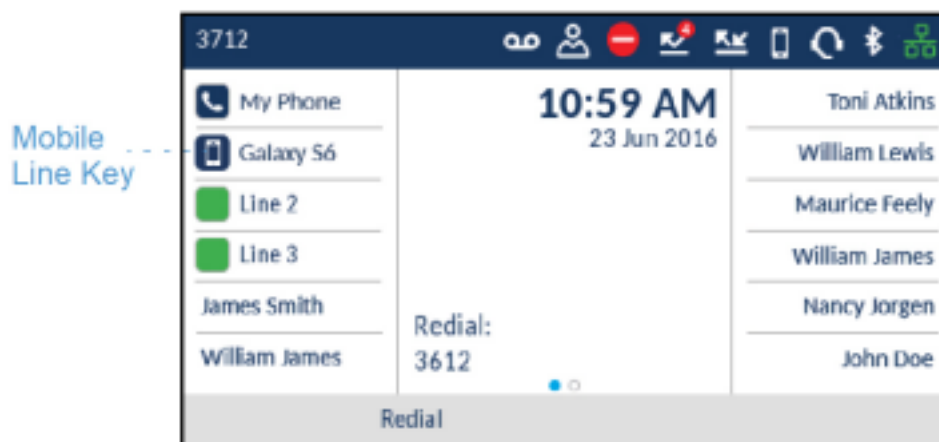 3712
4
Mobile
Line Key
My Phone
Galaxy S6
Line 2
Line 3
James Smith
William James
10:59 AM
23 Jun 2016
Redial:
3612
Toni Atkins
William Lewis
Maurice Feely
William James
Nancy Jorgen
John Doe
Redial